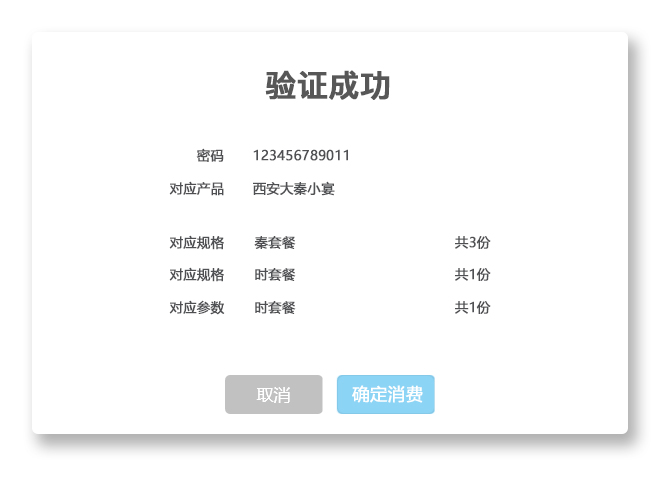 验证成功
密码 123456789011
对应产品 西安大秦小宴
对应规格 秦套餐 共3份
对应规格 时套餐 共1份
对应参数 时套餐 共1份
取消 确定消费